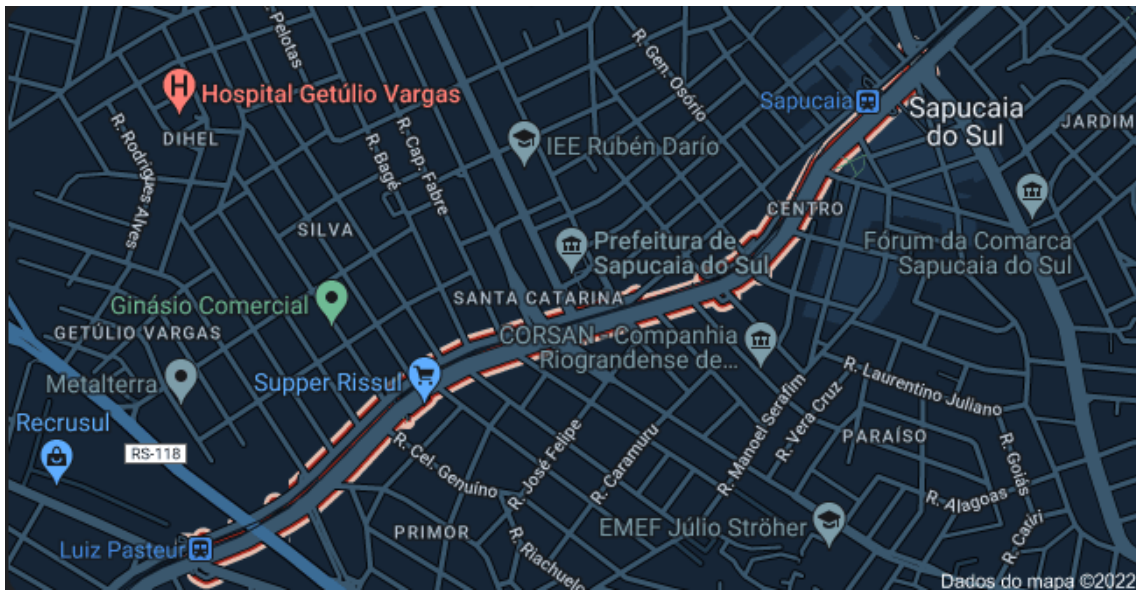 R. Pelotas
R. Gen. Osório
Hospital Getúlio Vargas
Sapucaia
Sapucaia
do Sul
JARDIM
DIHEL
R. Rodrigues Alves
R. Bagé
R. Cap. Fabre
IEE Rubén Darío
SILVA
CENTRO
Prefeitura de
Sapucaia do Sul
Fórum da Comarca
Sapucaia do Sul
Ginásio Comercial
SANTA CATARINA
GETÚLIO VARGAS
CORSAN - Companhia
Riograndense de...
Metalterra
Supper Rissul
R. Laurentino Juliano
Recrusul
RS-118
R. Cel. Genuíno
R. José Felipe
R. Caramuru
R. Manoel Serafim
R. Vera Cruz
PARAÍSO
R. Goiás
R. Alagoas
R. Catiri
PRIMOR
EMEF Júlio Ströher
Luiz Pasteur
R. Riachuelo
Dados do mapa ©2022